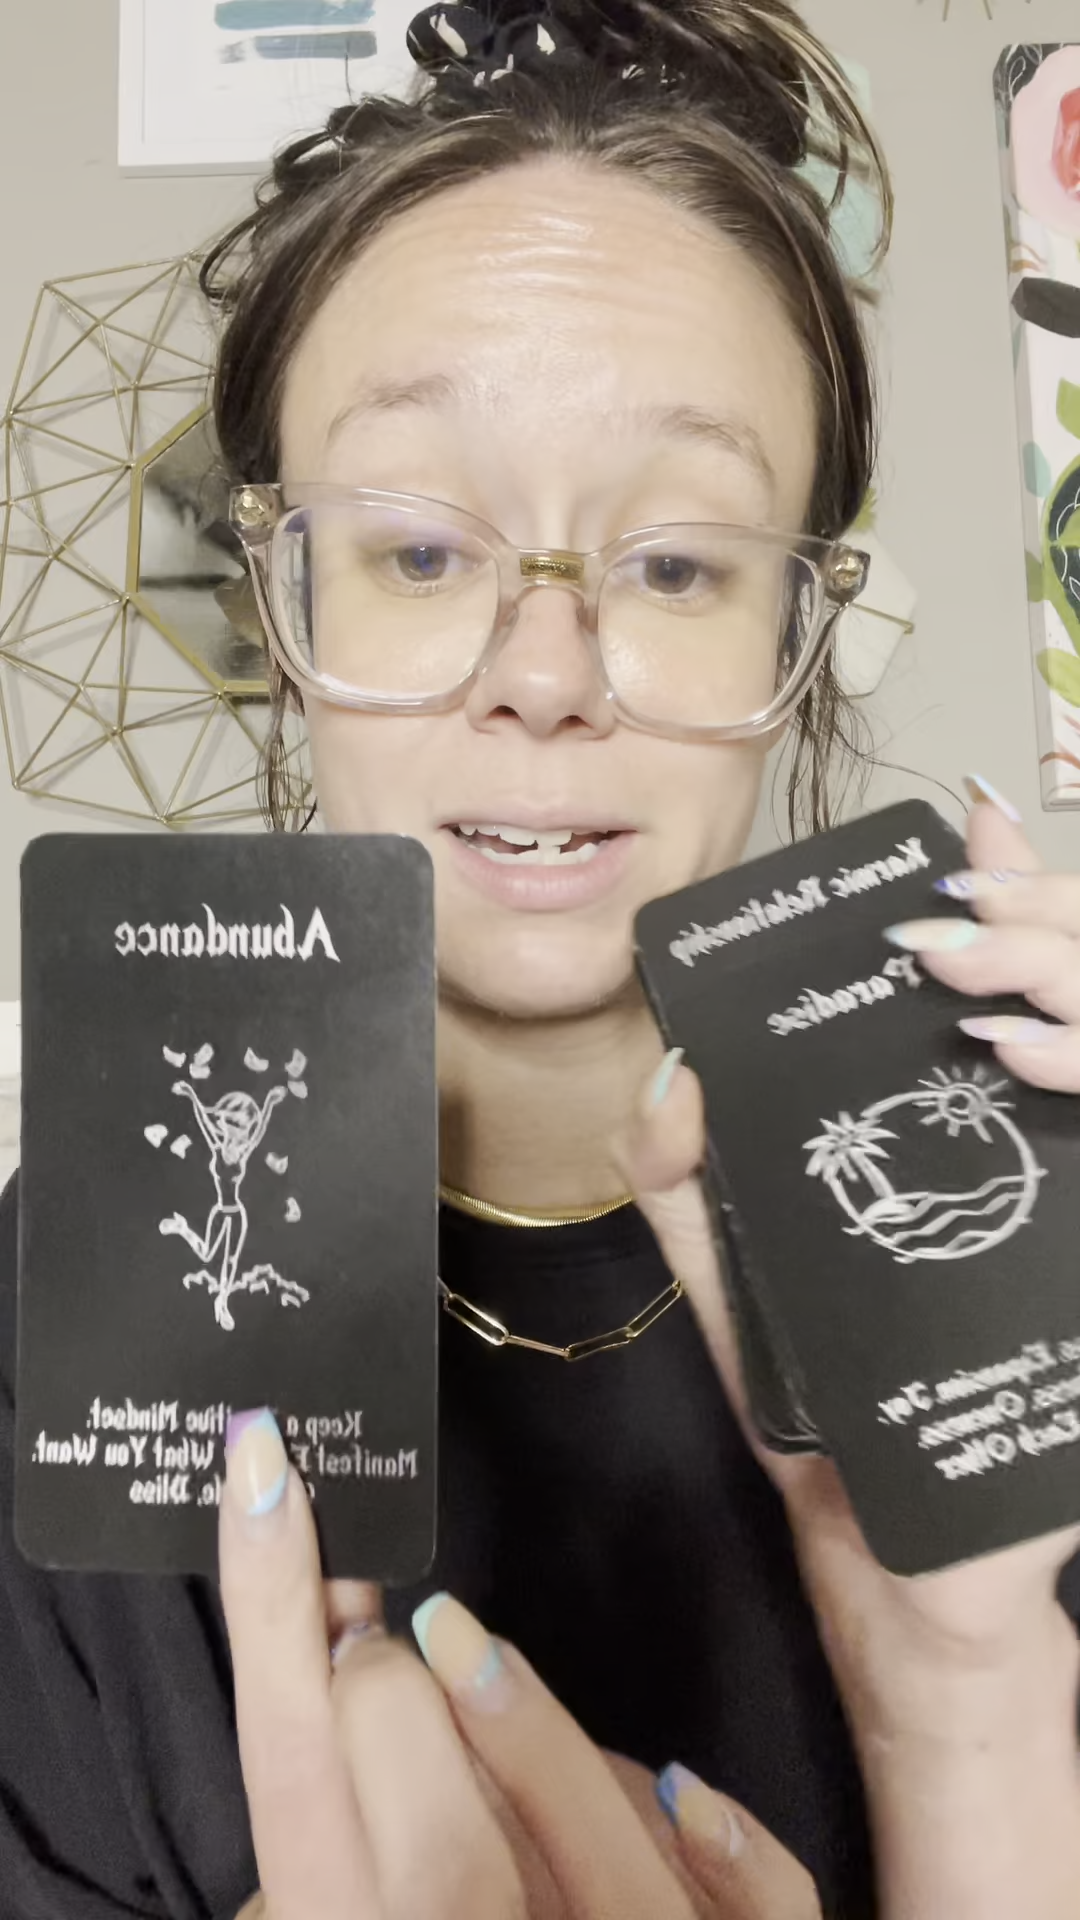 Abundance
Keep a Mindset.
Manifest What You Want.
Bliss
Karmic Relationship
Paradise
Expansion, Joy,
Each Other